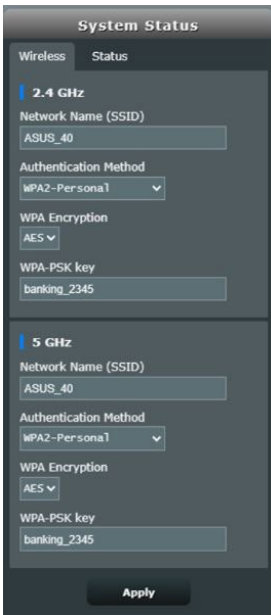 System Status
Wireless Status
2.4 GHz
Network Name (SSID)
ASUS_40
Authentication Method
WPA2-Personal
WPA Encryption
AES
WPA-PSK key
banking_2345
5 GHz
Network Name (SSID)
ASUS_40
Authentication Method
WPA2-Personal
WPA Encryption
AES
WPA-PSK key
banking_2345
Apply